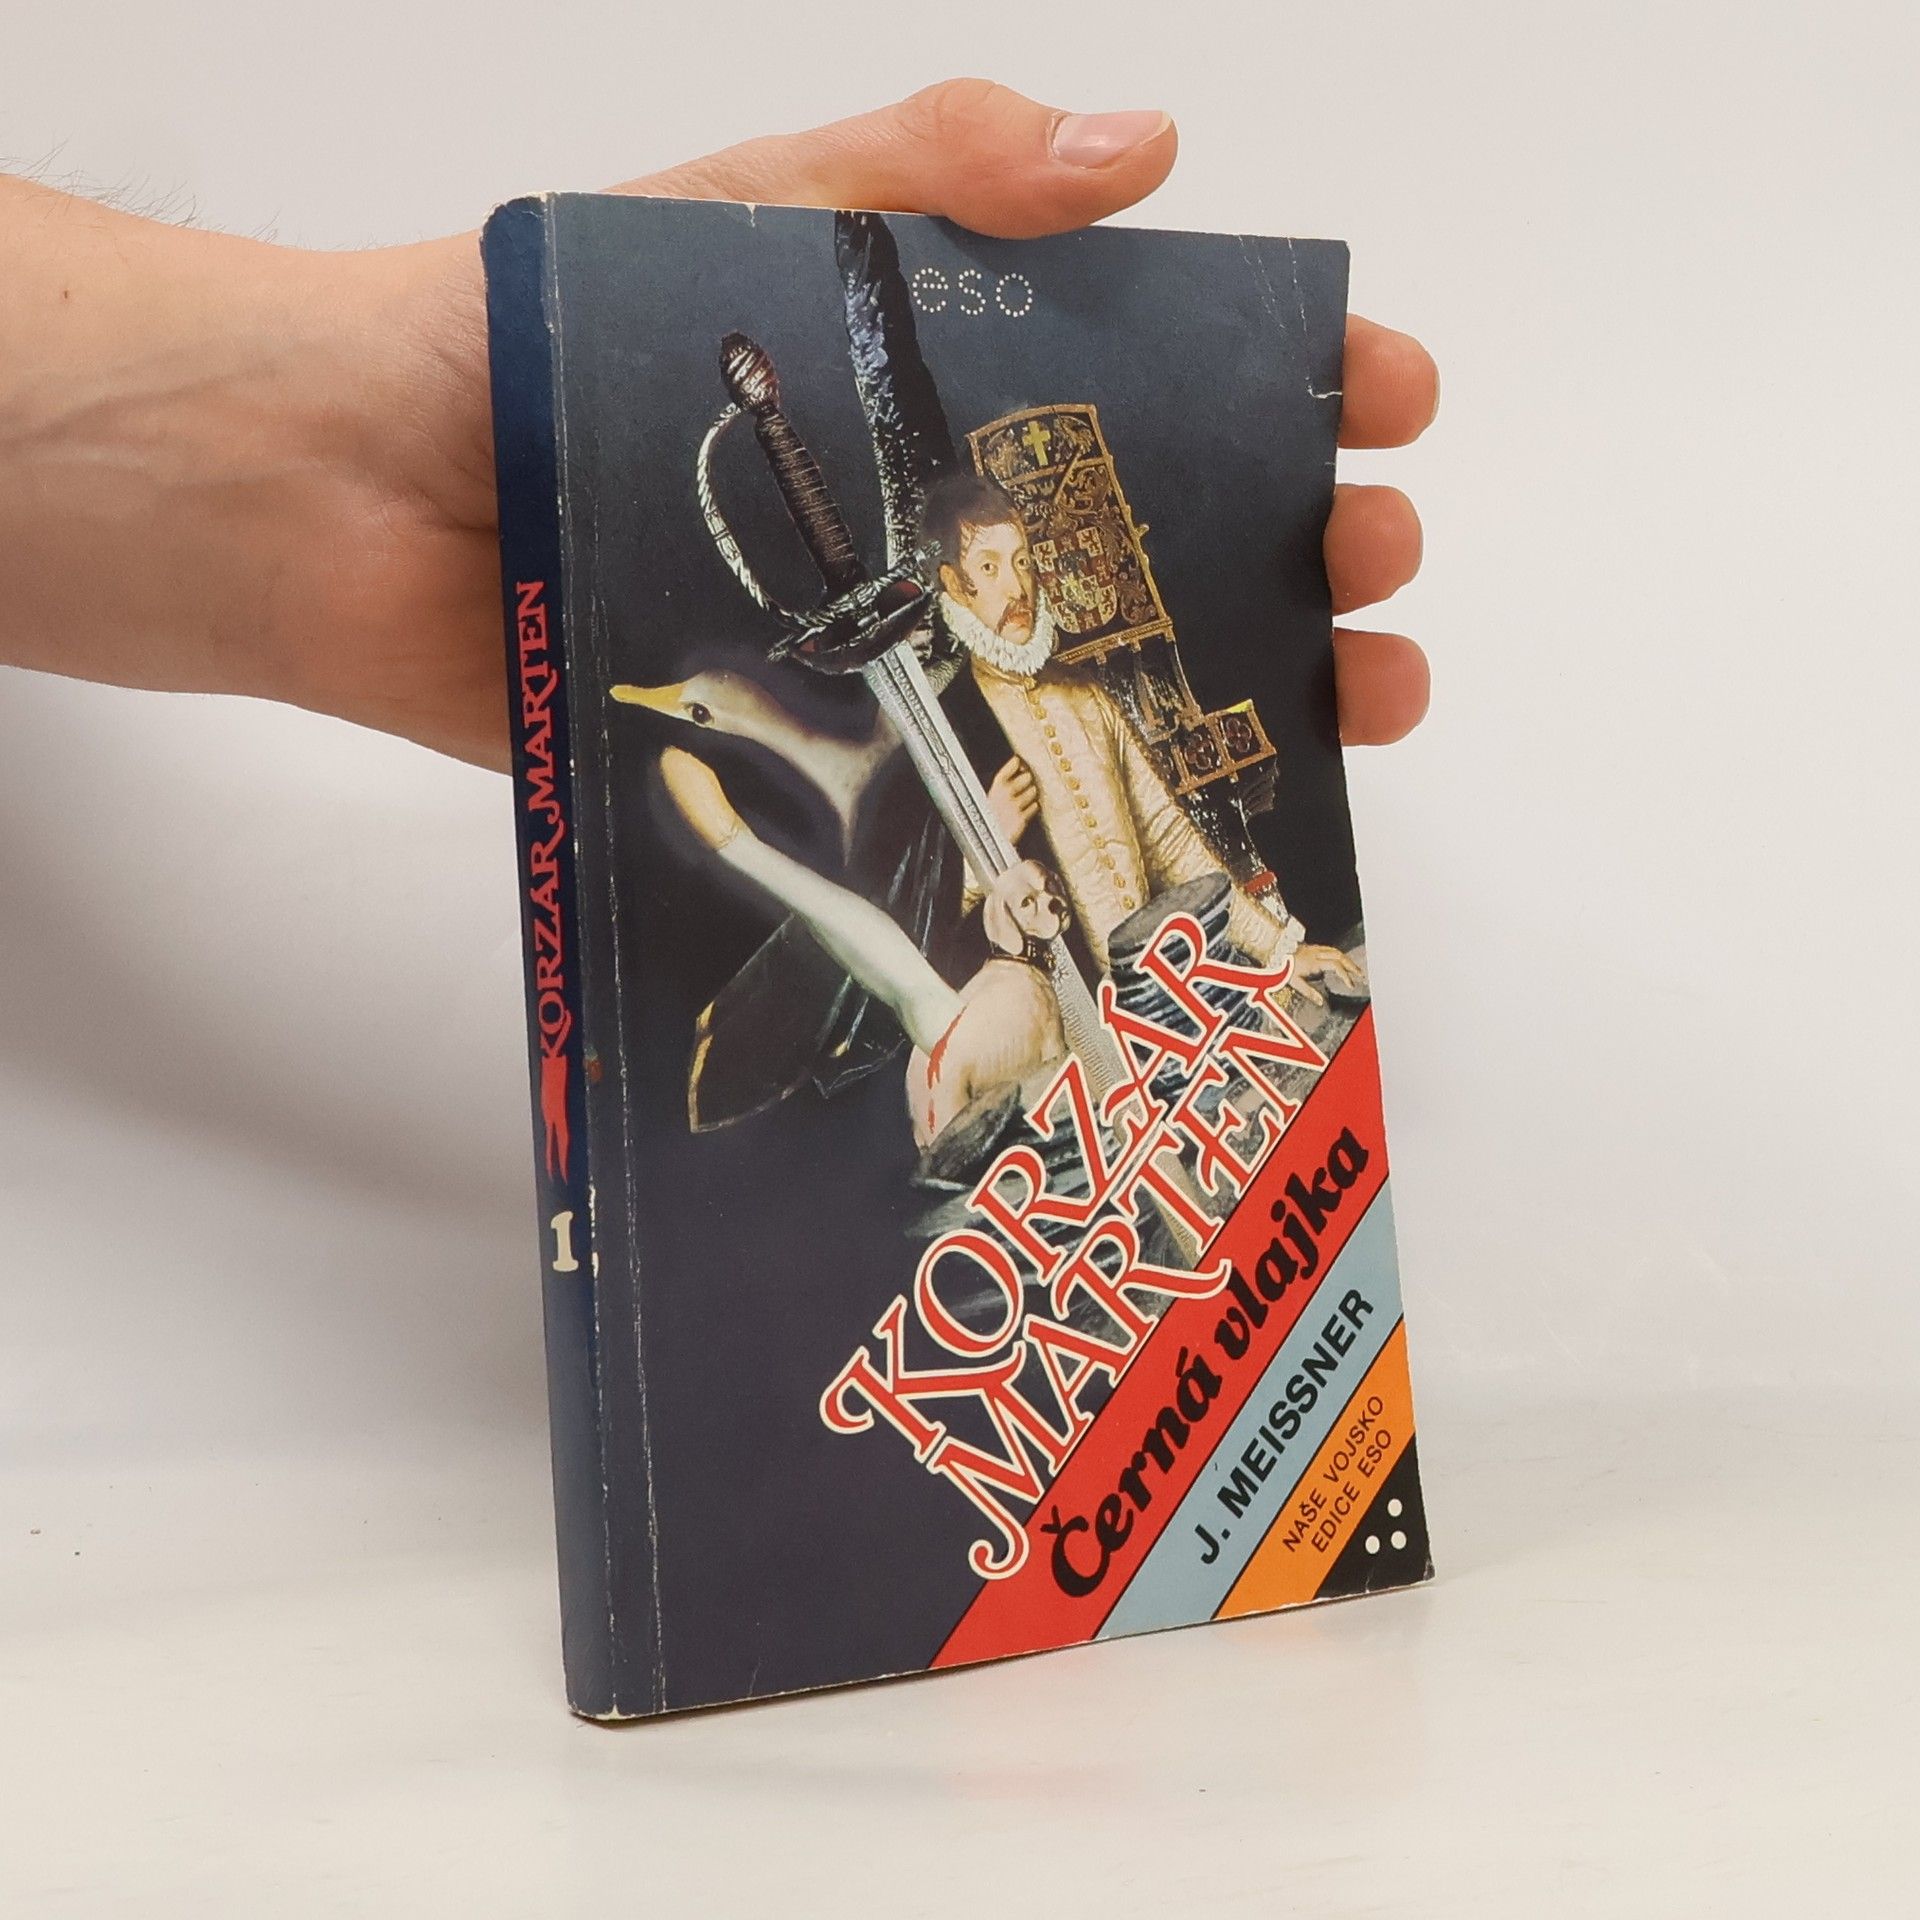 eso
KORZÁR
MARTEN
Černá vlajka
J. MEISSNER
NAŠE VOJSKO
EDICE ESO
KORZÁR MARTEN
1